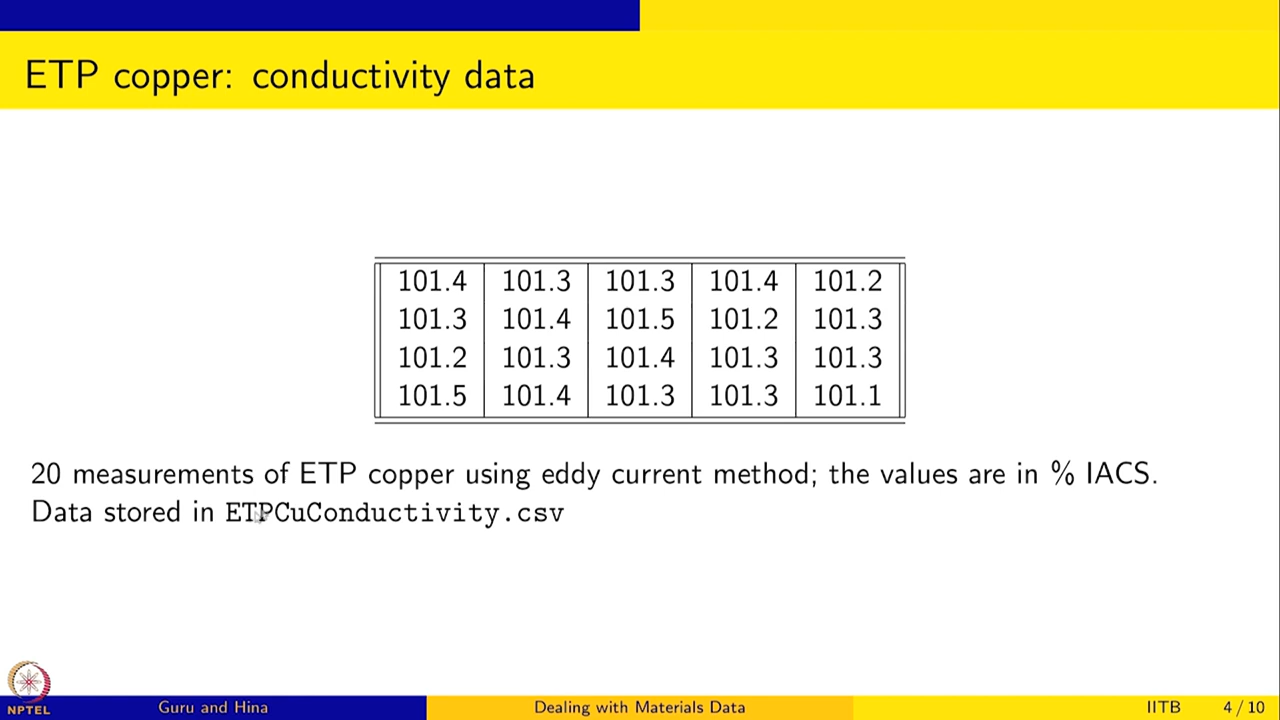 ETP copper: conductivity data
101.4 101.3 101.3 101.4 101.2
101.3 101.4 101.5 101.2 101.3
101.2 101.3 101.4 101.3 101.3
101.5 101.4 101.3 101.3 101.1
20 measurements of ETP copper using eddy current method; the values are in % IACS.
Data stored in ETPCuConductivity.csv
NPTEL
Guru and Hina Dealing with Materials Data IITB 4 / 10